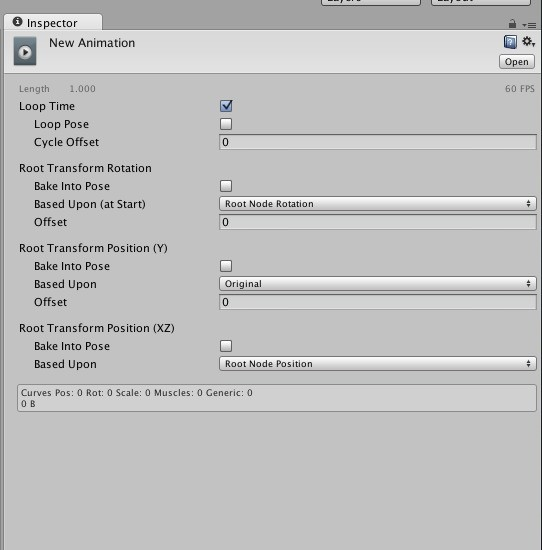 Layers Layout
Inspector
New Animation
Open
Length 1.000 60 FPS
Loop Time
Loop Pose
Cycle Offset 0
Root Transform Rotation
Bake Into Pose
Based Upon (at Start) Root Node Rotation
Offset 0
Root Transform Position (Y)
Bake Into Pose
Based Upon Original
Offset 0
Root Transform Position (XZ)
Bake Into Pose
Based Upon Root Node Position
Curves Pos: 0 Rot: 0 Scale: 0 Muscles: 0 Generic: 0
0 B